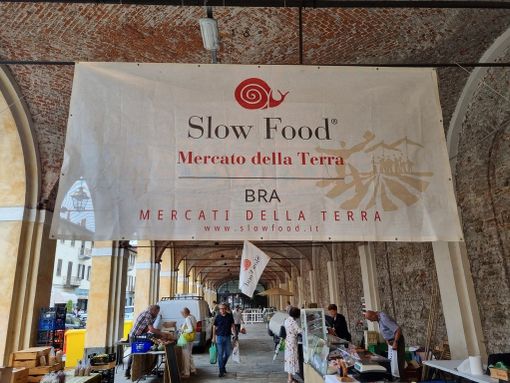 Slow Food®
Mercato della Terra
BRA
MERCATI DELLA TERRA
www.slowfood.it